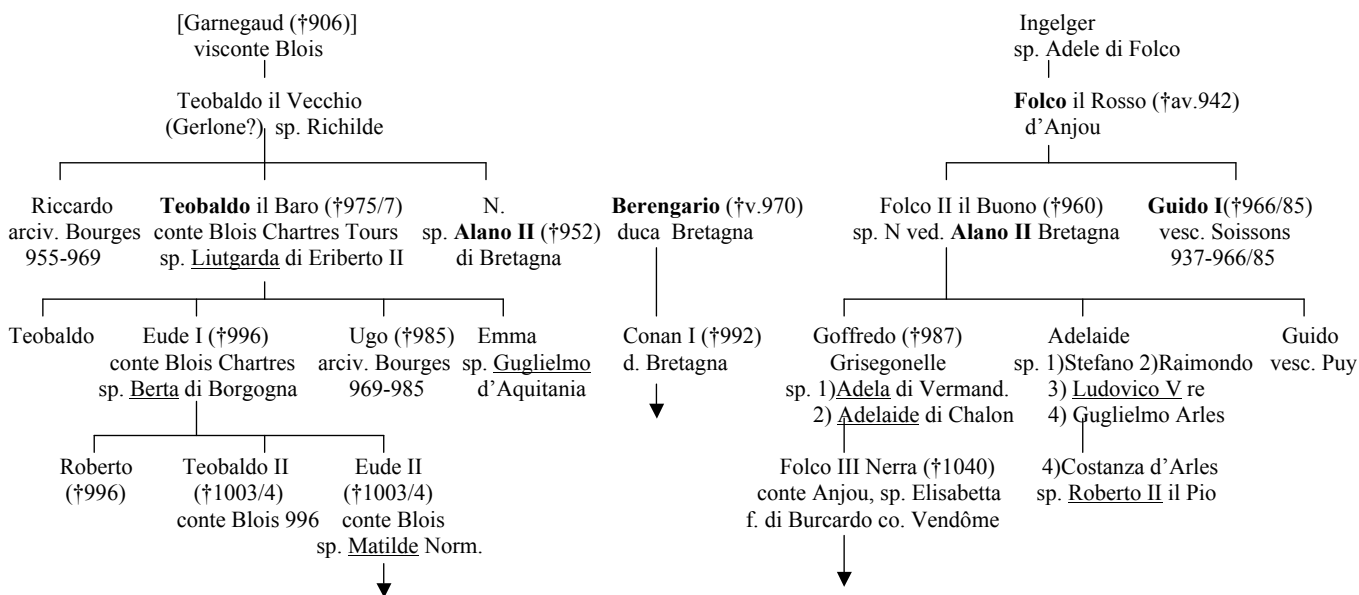 [Garnegaud (†906)]
visconte Blois
Ingelger
sp. Adele di Folco
Teobaldo il Vecchio
(Gerlone?) sp. Richilde
Folco il Rosso (†av.942)
d'Anjou
Riccardo
arciv. Bourges
955-969
Teobaldo il Baro (†975/7)
conte Blois Chartres Tours
sp. Liutgarda di Eriberto II
N.
sp. Alano II (†952)
di Bretagna
Berengario (†v.970)
duca Bretagna
Folco II il Buono (†960)
sp. N ved. Alano II Bretagna
Guido I(†966/85)
vesc. Soissons
937-966/85
Teobaldo
Eude I (†996)
conte Blois Chartres
sp. Berta di Borgogna
Ugo (†985)
arciv. Bourges
969-985
Emma
sp. Guglielmo
d'Aquitania
Conan I (†992)
d. Bretagna
Goffredo (†987)
Grisegonelle
sp. 1)Adela di Vermand.
2) Adelaide di Chalon
Adelaide
sp. 1)Stefano 2)Raimondo
3) Ludovico V re
4) Guglielmo Arles
Guido
vesc. Puy
Roberto
(†996)
Teobaldo II
(†1003/4)
conte Blois 996
Eude II
(†1003/4)
conte Blois
sp. Matilde Norm.
Folco III Nerra (†1040)
conte Anjou, sp. Elisabetta
f. di Burcardo co. Vendôme
4)Costanza d'Arles
sp. Roberto II il Pio